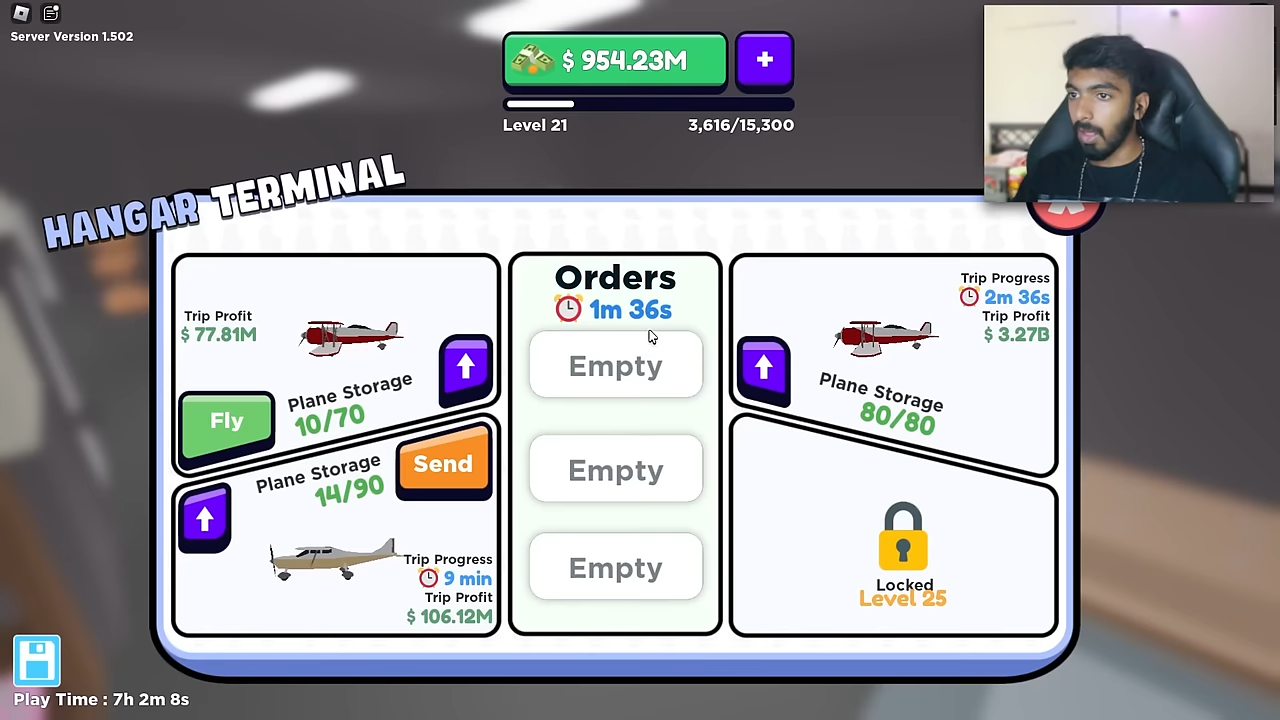 Server Version 1.502
$ 954.23M
+
Level 21
3,616/15,300
HANGAR TERMINAL
Trip Profit
$ 77.81M
Plane Storage
10/70
Fly
Plane Storage
14/90
Send
Trip Progress
9 min
Trip Profit
$ 106.12M
Orders
1m 36s
Empty
Empty
Empty
Trip Progress
2m 36s
Trip Profit
$ 3.27B
Plane Storage
80/80
Locked
Level 25
Play Time : 7h 2m 8s